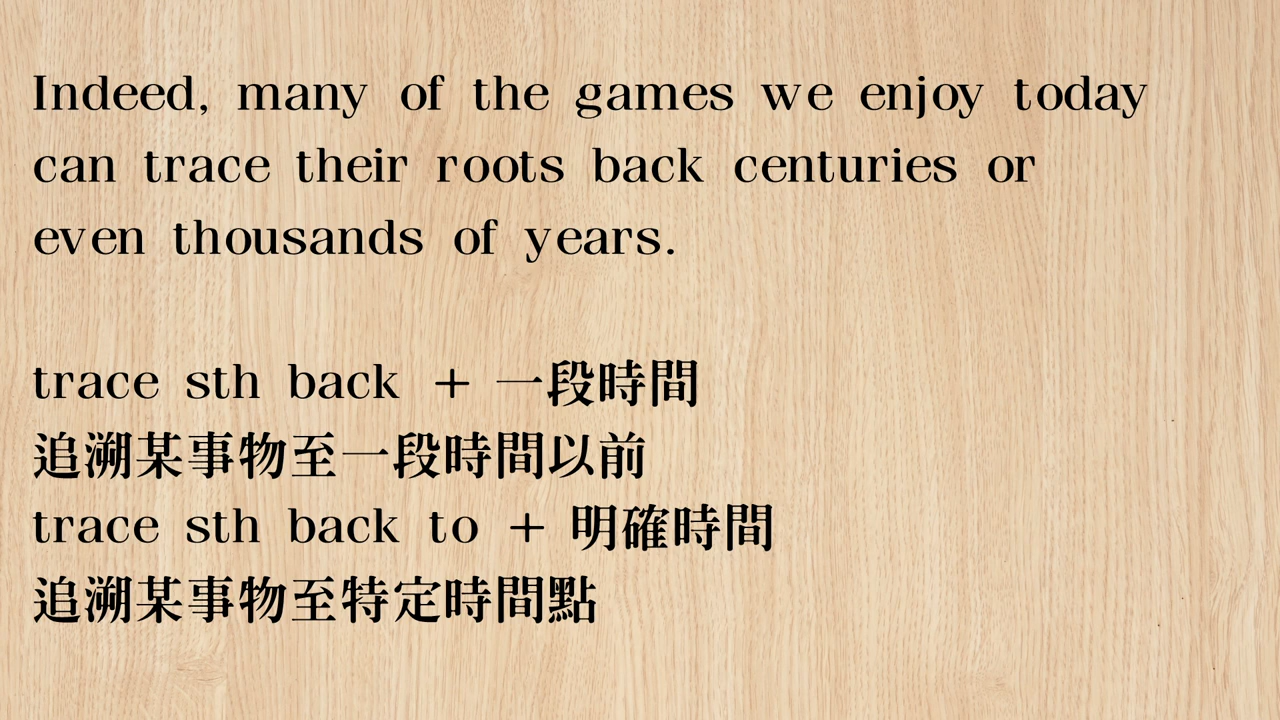 Indeed, many of the games we enjoy today
can trace their roots back centuries or
even thousands of years.
trace sth back + 一段時間
追溯某事物至一段時間以前
trace sth back to + 明確時間
追溯某事物至特定時間點